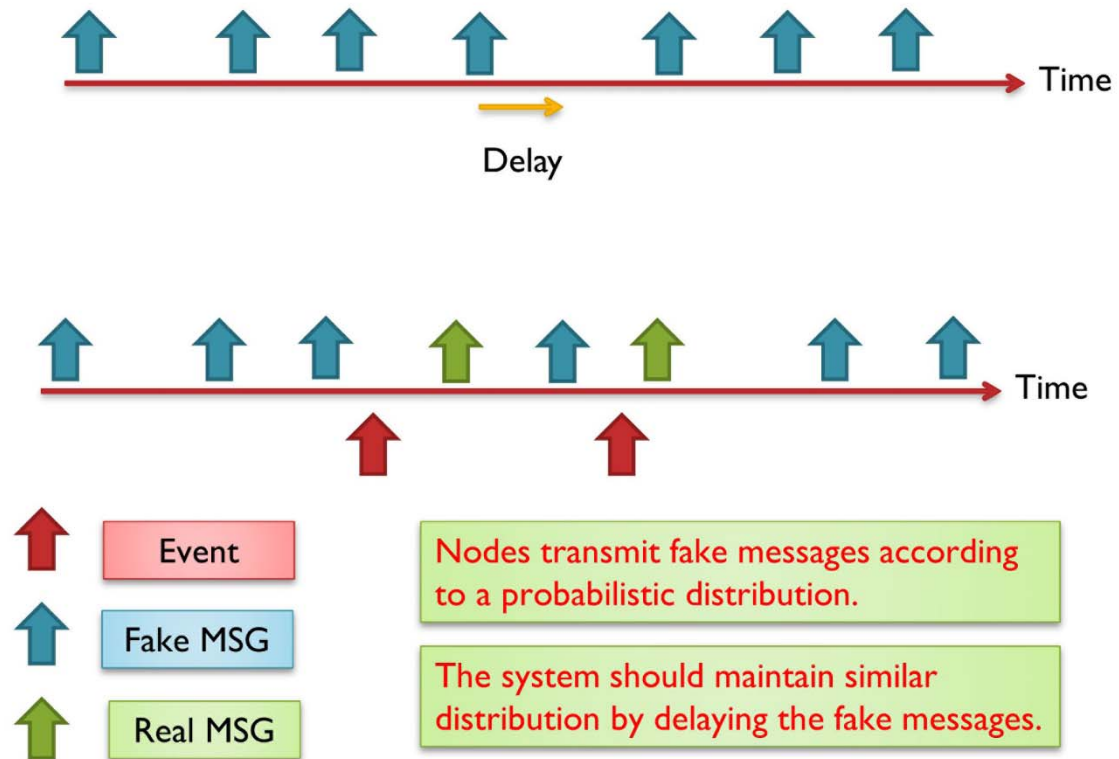 Time
Delay
Time
Event
Fake MSG
Real MSG
Nodes transmit fake messages according
to a probabilistic distribution.
The system should maintain similar
distribution by delaying the fake messages.